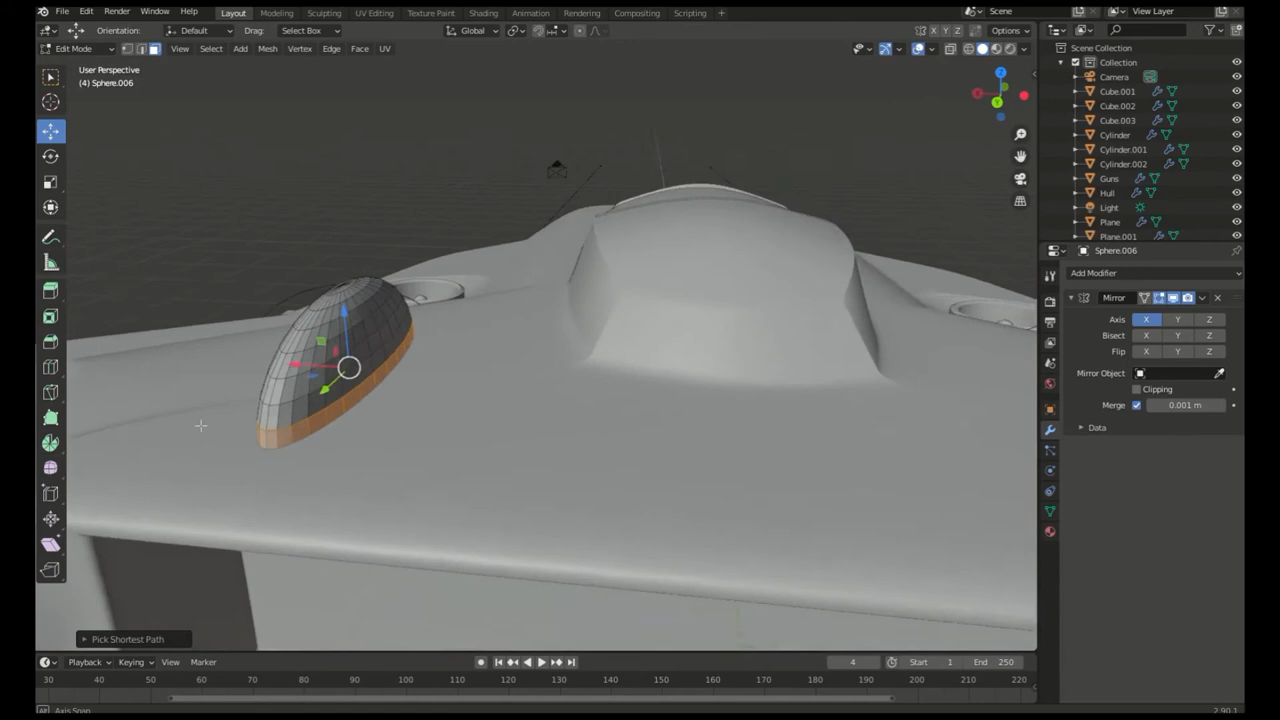 File Edit Render Window Help Layout Modeling Sculpting UV Editing Texture Paint Shading Animation Rendering Compositing Scripting + Scene View Layer
Orientation: Default Drag: Select Box Global X Y Z Options
Edit Mode View Select Add Mesh Vertex Edge Face UV
User Perspective
(4) Sphere.006
Z
X
Y
Scene Collection
Collection
Camera
Cube.001
Cube.002
Cube.003
Cylinder
Cylinder.001
Cylinder.002
Guns
Hull
Light
Plane
Plane.001
Sphere.006
Add Modifier
Mirror
Axis X Y Z
Bisect X Y Z
Flip X Y Z
Mirror Object
Clipping
Merge 0.001 m
Data
Pick Shortest Path
Playback Keying View Marker 4 Start 1 End 250
30 40 50 60 70 80 90 100 110 120 130 140 150 160 170 180 190 200 210 220
Axis Snap 2.90.1